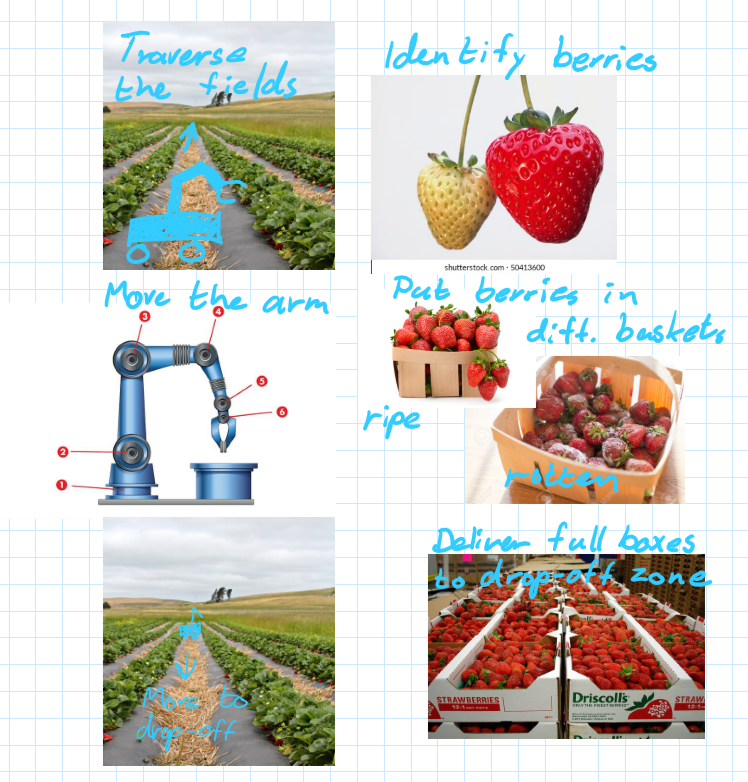 Traverse
the fields
Identify berries
shutterstock.com · 50413600
Move the arm
3
4
5
6
2
1
Put berries in
diff. baskets
ripe
rotten
Move to
drop-off
Deliver full boxes
to drop-off zone
STRAWBERRIES
Driscoll's
ONLY THE FINEST BERRIES
STRAW